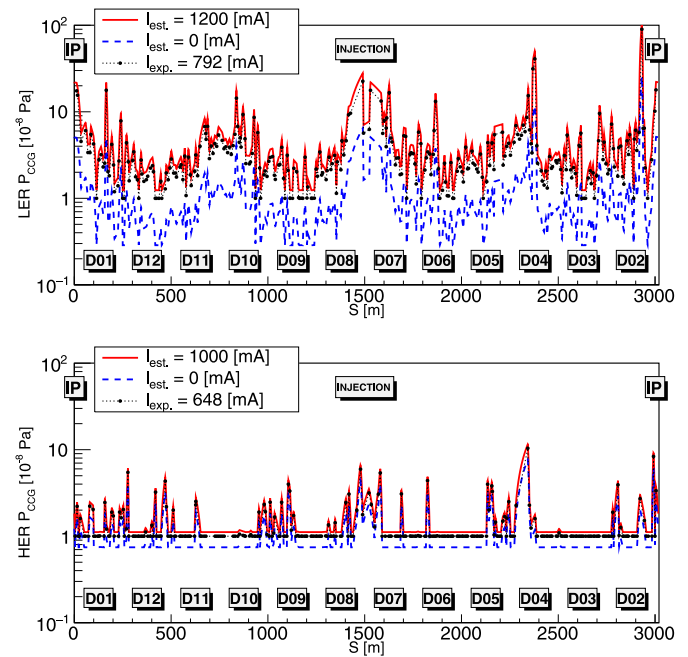 I_est. = 1200 [mA]
I_est. = 0 [mA]
I_exp. = 792 [mA]
IP
INJECTION
IP
10²
10
1
10⁻¹
LER P_CCG [10⁻⁸ Pa]
D01 D12 D11 D10 D09 D08 D07 D06 D05 D04 D03 D02
0 500 1000 1500 2000 2500 3000
S [m]
I_est. = 1000 [mA]
I_est. = 0 [mA]
I_exp. = 648 [mA]
IP
INJECTION
IP
10²
10
1
10⁻¹
HER P_CCG [10⁻⁸ Pa]
D01 D12 D11 D10 D09 D08 D07 D06 D05 D04 D03 D02
0 500 1000 1500 2000 2500 3000
S [m]